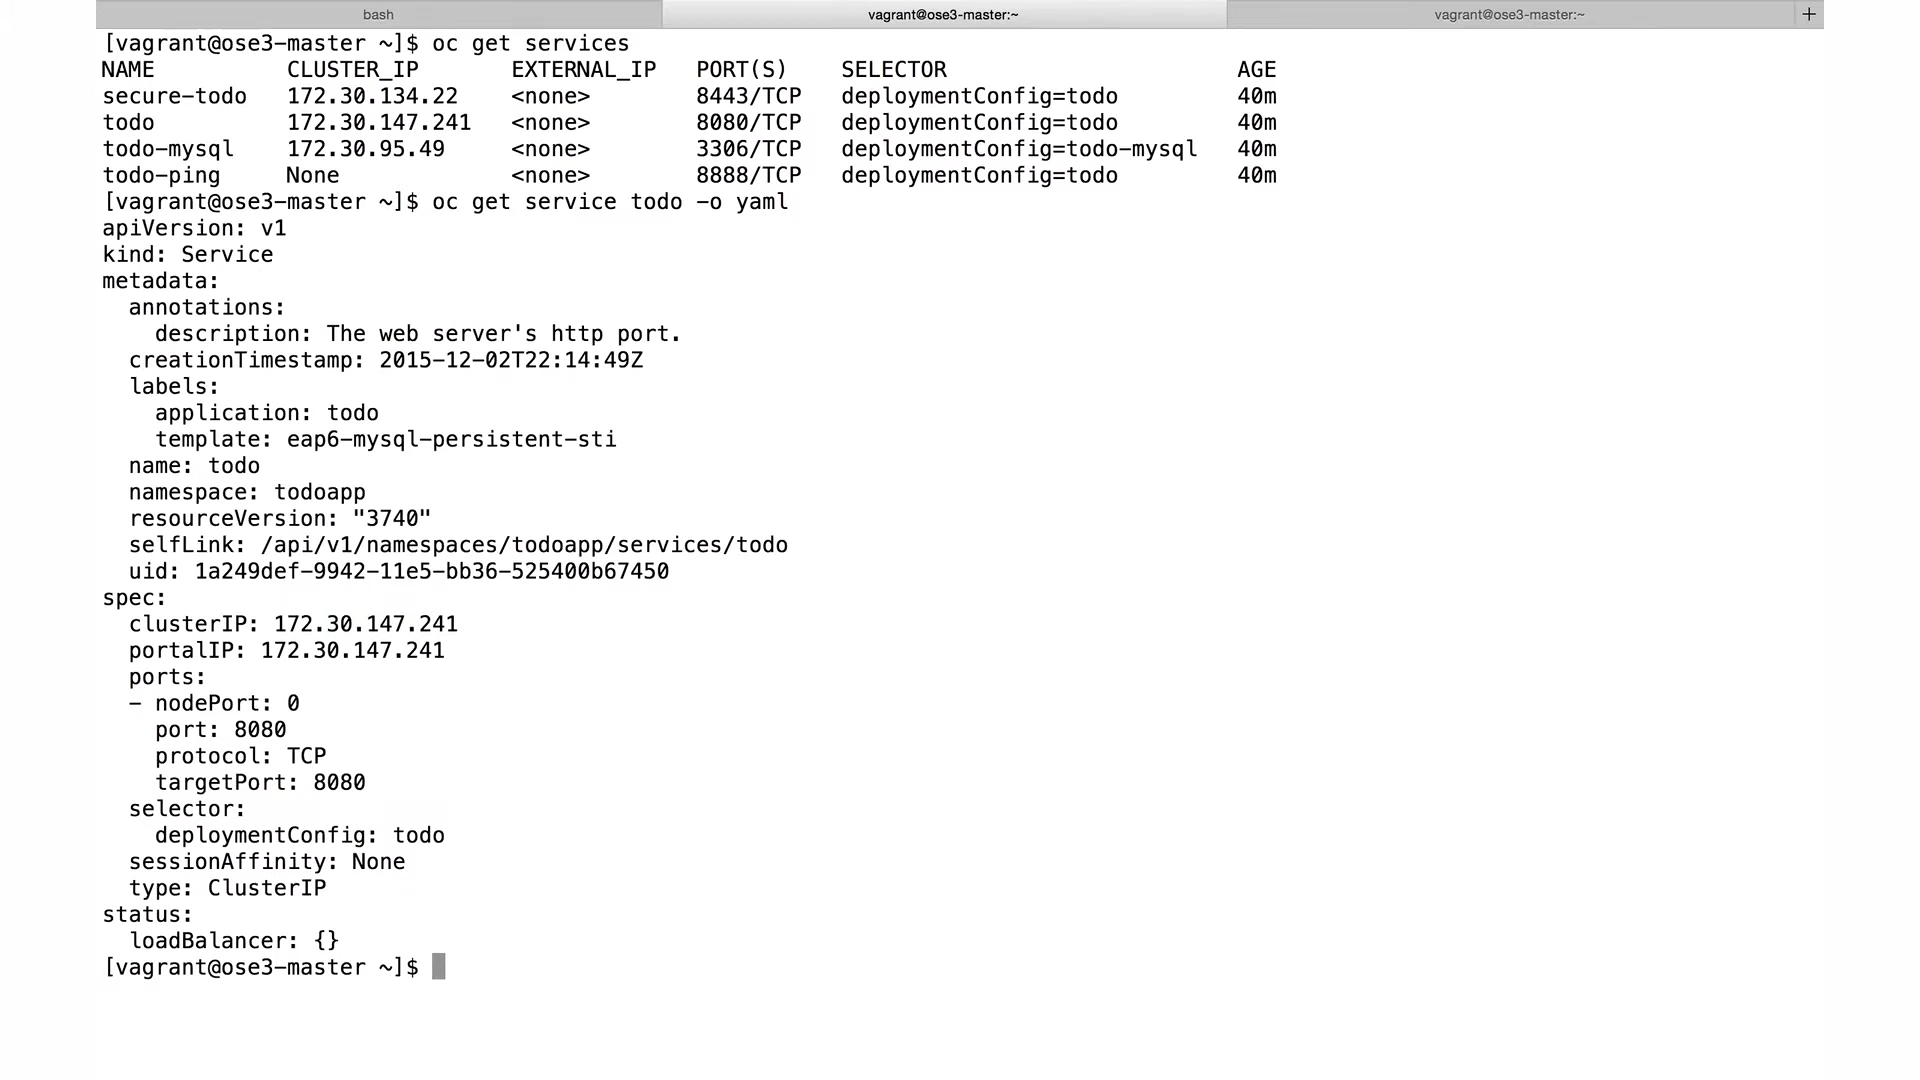 bash
vagrant@ose3-master:~
vagrant@ose3-master:~
+
[vagrant@ose3-master ~]$ oc get services
NAME CLUSTER_IP EXTERNAL_IP PORT(S) SELECTOR AGE
secure-todo 172.30.134.22 <none> 8443/TCP deploymentConfig=todo 40m
todo 172.30.147.241 <none> 8080/TCP deploymentConfig=todo 40m
todo-mysql 172.30.95.49 <none> 3306/TCP deploymentConfig=todo-mysql 40m
todo-ping None <none> 8888/TCP deploymentConfig=todo 40m
[vagrant@ose3-master ~]$ oc get service todo -o yaml
apiVersion: v1
kind: Service
metadata:
  annotations:
    description: The web server's http port.
  creationTimestamp: 2015-12-02T22:14:49Z
  labels:
    application: todo
    template: eap6-mysql-persistent-sti
  name: todo
  namespace: todoapp
  resourceVersion: "3740"
  selfLink: /api/v1/namespaces/todoapp/services/todo
  uid: 1a249def-9942-11e5-bb36-525400b67450
spec:
  clusterIP: 172.30.147.241
  portalIP: 172.30.147.241
  ports:
  - nodePort: 0
    port: 8080
    protocol: TCP
    targetPort: 8080
  selector:
    deploymentConfig: todo
  sessionAffinity: None
  type: ClusterIP
status:
  loadBalancer: {}
[vagrant@ose3-master ~]$